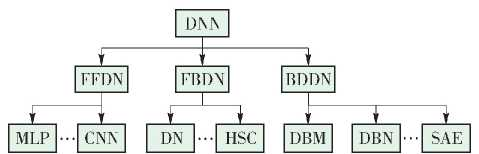 DNN
FFDN FBDN BDDN
MLP … CNN DN … HSC DBM DBN … SAE